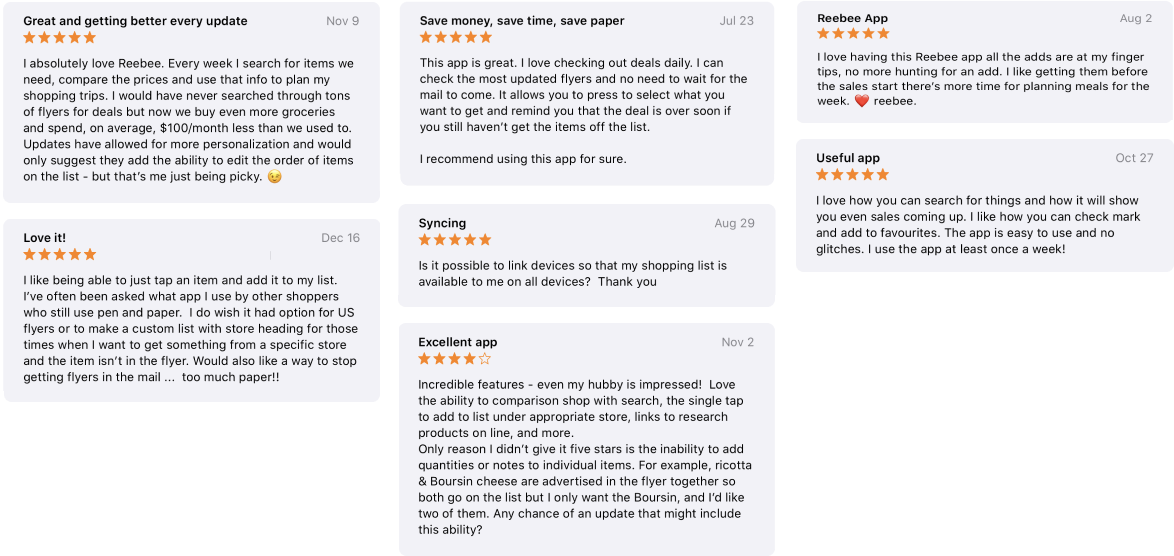 Great and getting better every update
Nov 9
I absolutely love Reebee. Every week I search for items we
need, compare the prices and use that info to plan my
shopping trips. I would have never searched through tons
of flyers for deals but now we buy even more groceries
and spend, on average, $100/month less than we used to.
Updates have allowed for more personalization and would
only suggest they add the ability to edit the order of items
on the list - but that's me just being picky. 😉
Love it!
Dec 16
I like being able to just tap an item and add it to my list.
I've often been asked what app I use by other shoppers
who still use pen and paper.  I do wish it had option for US
flyers or to make a custom list with store heading for those
times when I want to get something from a specific store
and the item isn't in the flyer. Would also like a way to stop
getting flyers in the mail ...  too much paper!!
Save money, save time, save paper
Jul 23
This app is great. I love checking out deals daily. I can
check the most updated flyers and no need to wait for the
mail to come. It allows you to press to select what you
want to get and remind you that the deal is over soon if
you still haven't get the items off the list.
I recommend using this app for sure.
Syncing
Aug 29
Is it possible to link devices so that my shopping list is
available to me on all devices?  Thank you
Excellent app
Nov 2
Incredible features - even my hubby is impressed!  Love
the ability to comparison shop with search, the single tap
to add to list under appropriate store, links to research
products on line, and more.
Only reason I didn't give it five stars is the inability to add
quantities or notes to individual items. For example, ricotta
& Boursin cheese are advertised in the flyer together so
both go on the list but I only want the Boursin, and I'd like
two of them. Any chance of an update that might include
this ability?
Reebee App
Aug 2
I love having this Reebee app all the adds are at my finger
tips, no more hunting for an add. I like getting them before
the sales start there's more time for planning meals for the
week. ❤️ reebee.
Useful app
Oct 27
I love how you can search for things and how it will show
you even sales coming up. I like how you can check mark
and add to favourites. The app is easy to use and no
glitches. I use the app at least once a week!